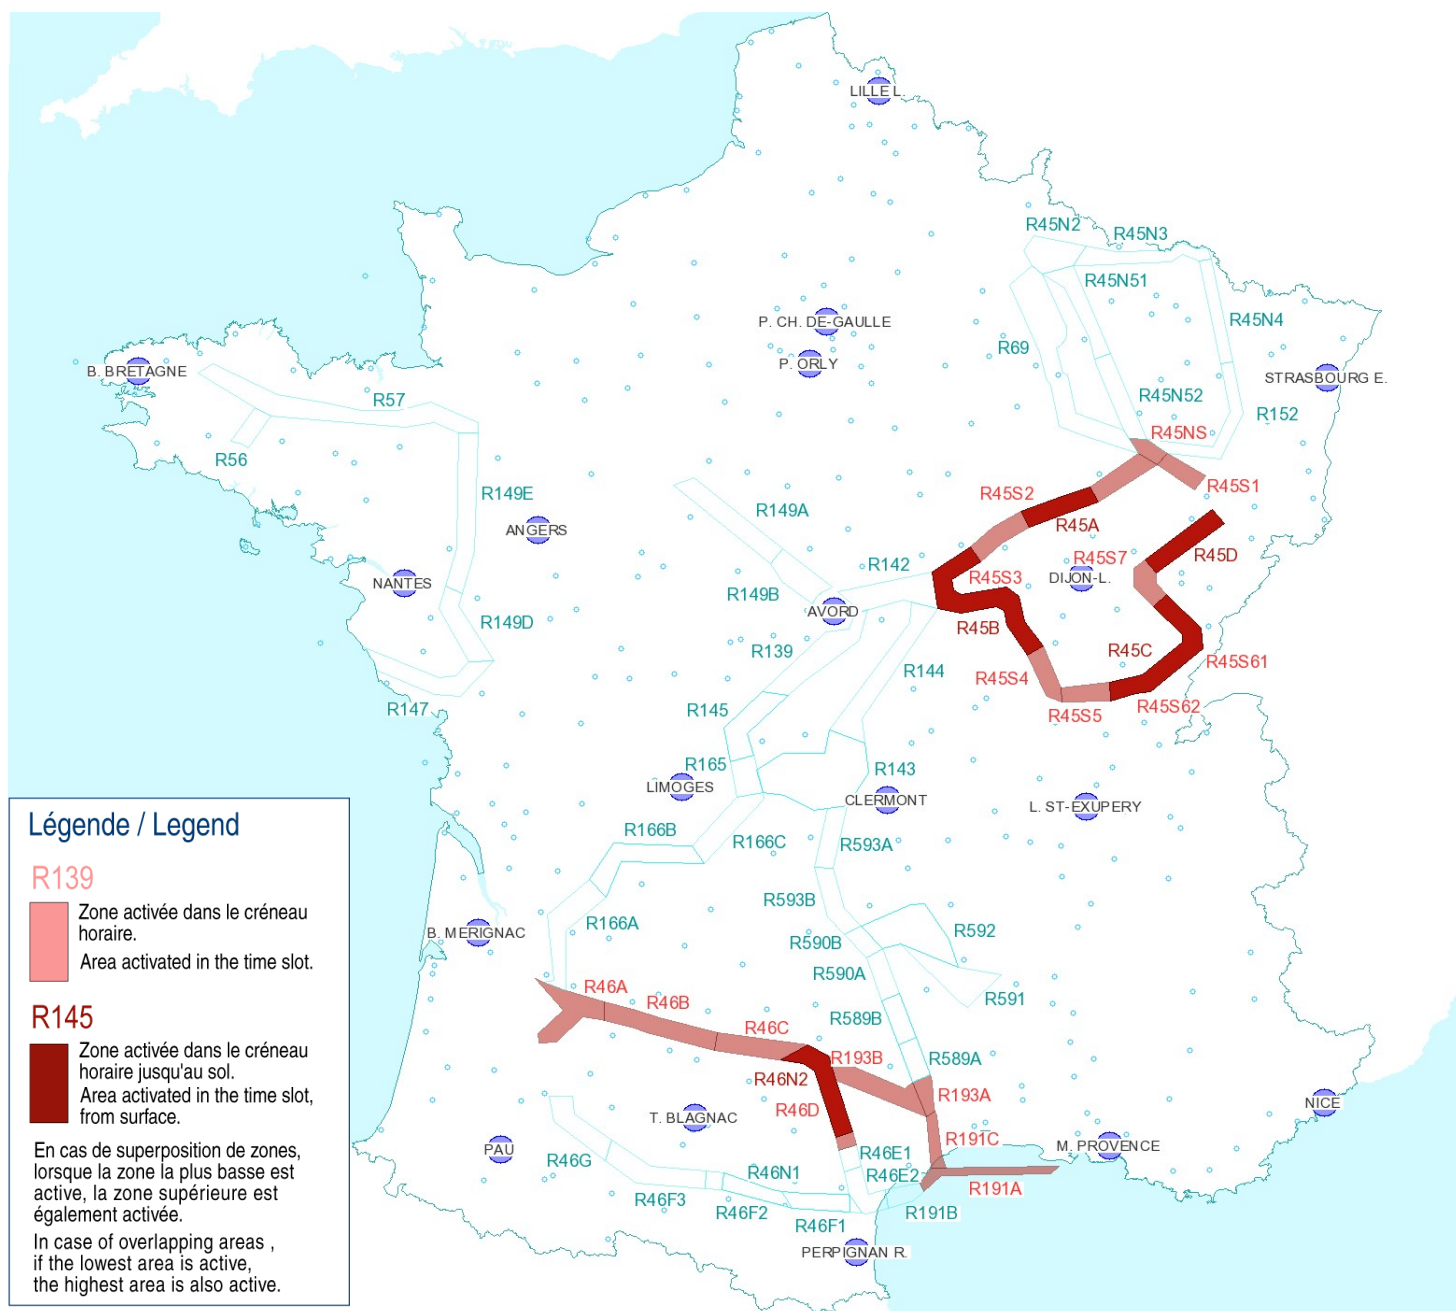 LILLE L.
R45N2
R45N3
R45N51
P. CH. DE-GAULLE
R45N4
R69
P. ORLY
B. BRETAGNE
STRASBOURG E.
R57
R45N52
R152
R45NS
R56
R149E
R45S2
R45S1
R149A
R45A
ANGERS
R45S7
R45D
R142
R45S3
DIJON-L.
NANTES
R149B
AVORD
R149D
R45B
R139
R45C
R45S61
R144
R45S4
R147
R145
R45S5
R45S62
R165
R143
LIMOGES
CLERMONT
L. ST-EXUPERY
R166B
R166C
R593A
R593B
R166A
B. MERIGNAC
R592
R590B
R590A
R46A
R591
R46B
R589B
R46C
R193B
R589A
R46N2
R193A
R46D
T. BLAGNAC
NICE
R191C
M. PROVENCE
PAU
R46E1
R46G
R46N1
R46E2
R191A
R46F3
R46F2
R191B
R46F1
PERPIGNAN R.
Légende / Legend
R139
Zone activée dans le créneau
horaire.
Area activated in the time slot.
R145
Zone activée dans le créneau
horaire jusqu'au sol.
Area activated in the time slot,
from surface.
En cas de superposition de zones,
lorsque la zone la plus basse est
active, la zone supérieure est
également activée.
In case of overlapping areas ,
if the lowest area is active,
the highest area is also active.